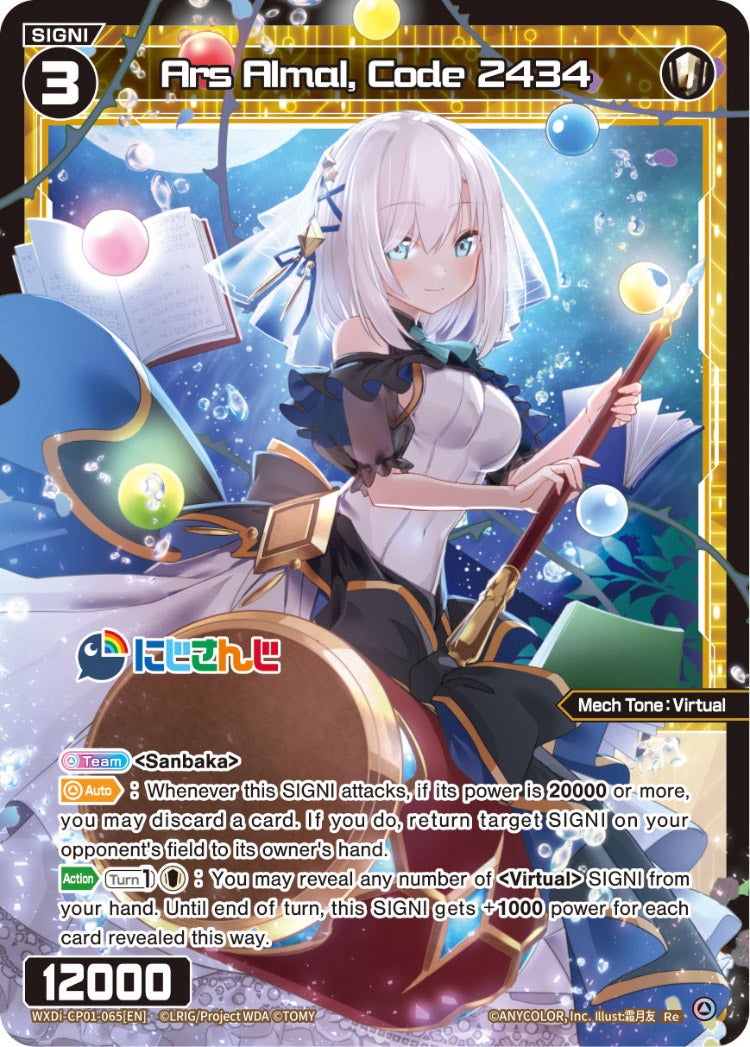 SIGNI
3
Ars Almal, Code 2434
にじさんじ
Mech Tone:Virtual
Team <Sanbaka>
Auto : Whenever this SIGNI attacks, if its power is 20000 or more,
you may discard a card. If you do, return target SIGNI on your
opponent's field to its owner's hand.
Action Turn 1 : You may reveal any number of <Virtual> SIGNI from
your hand. Until end of turn, this SIGNI gets +1000 power for each
card revealed this way.
12000
WXDi-CP01-065[EN] ©LRIG/Project WDA ©TOMY ©ANYCOLOR, Inc. Illust:霜月友 Re